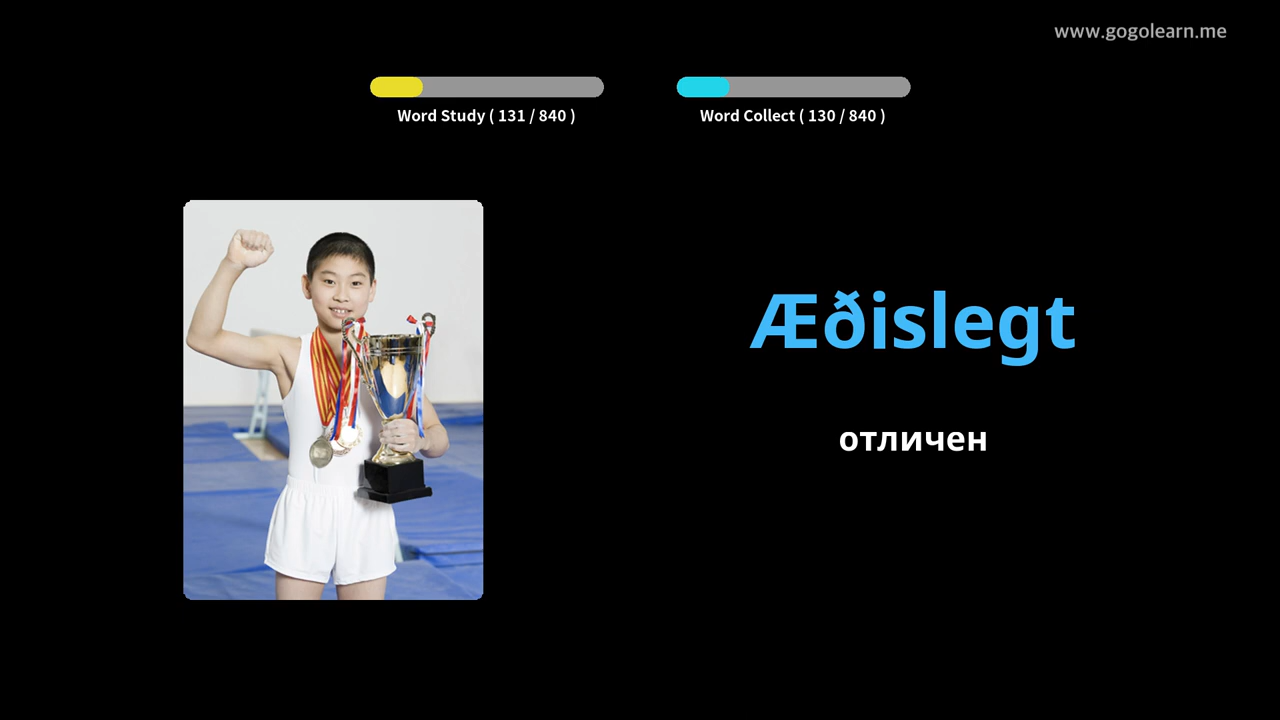 www.gogolearn.me
Word Study ( 131 / 840 )
Word Collect ( 130 / 840 )
Æðislegt
отличен